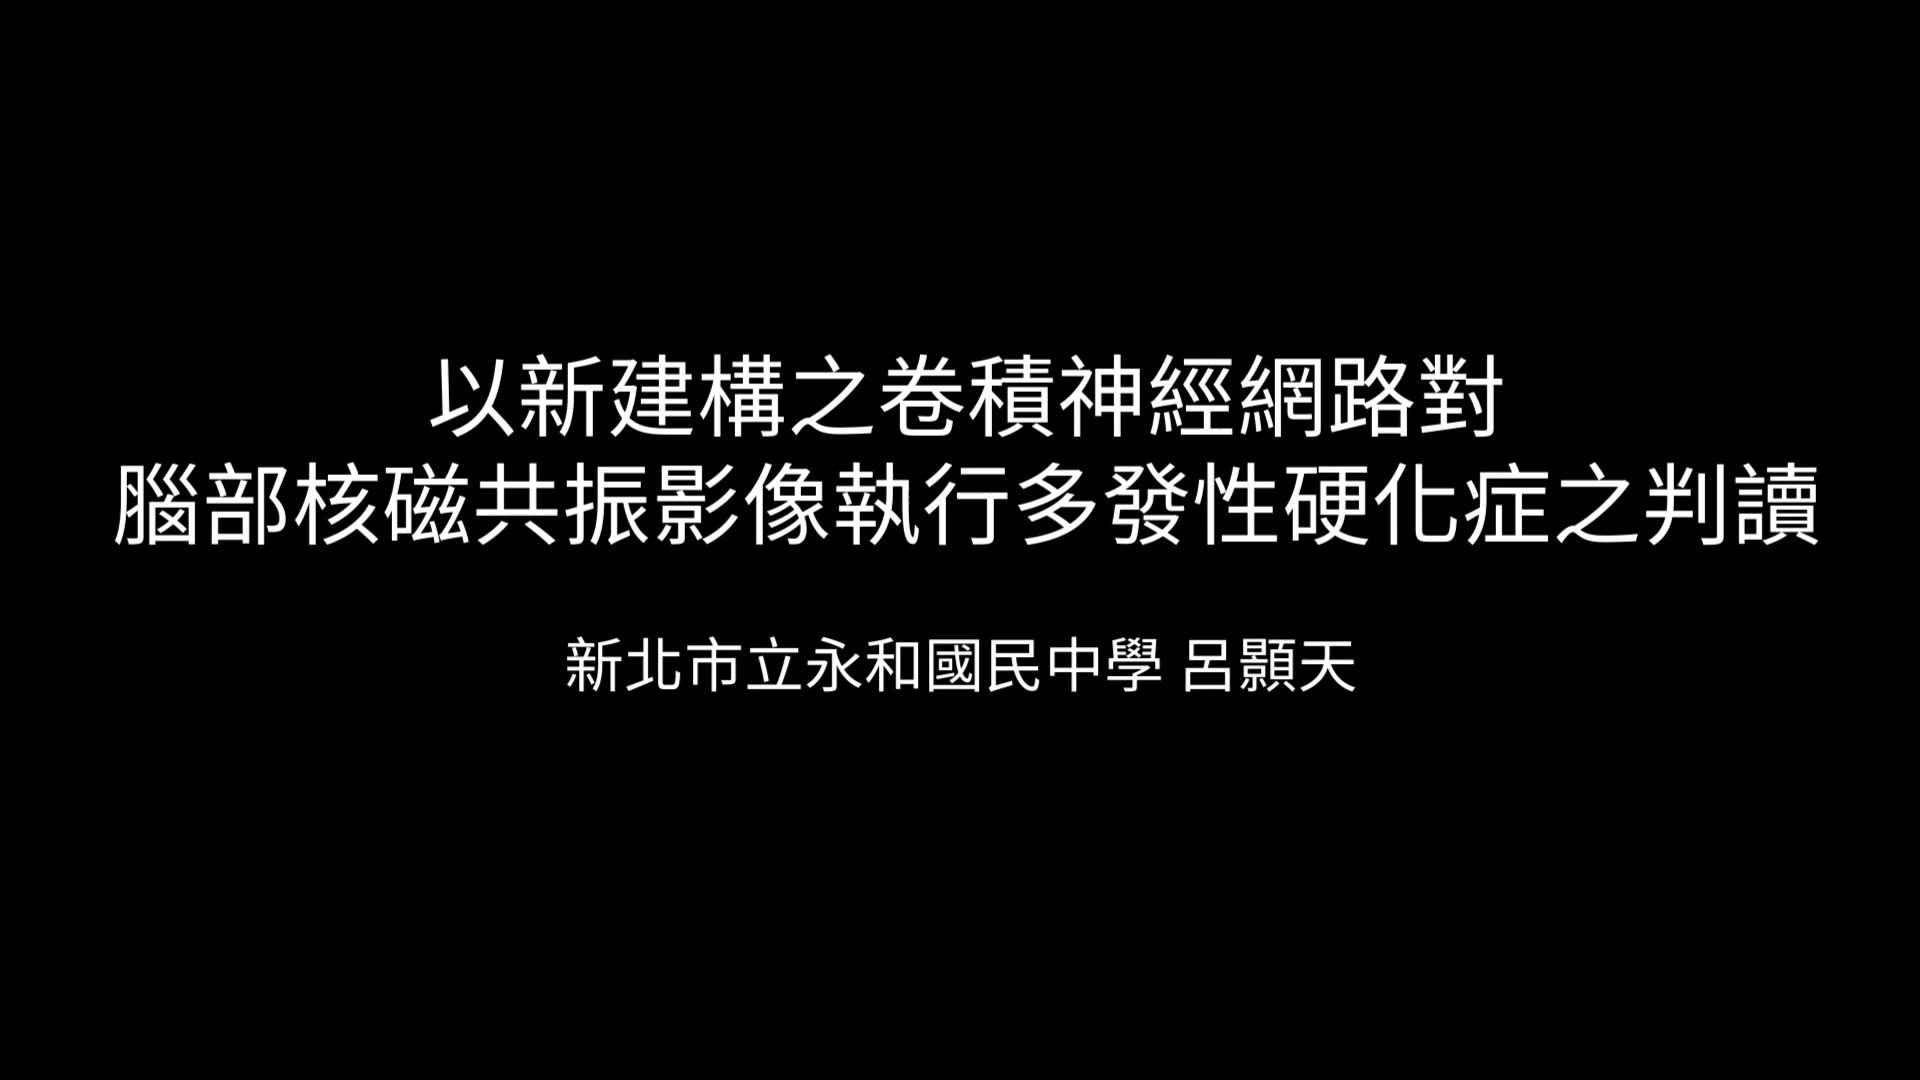 以新建構之卷積神經網路對
腦部核磁共振影像執行多發性硬化症之判讀
新北市立永和國民中學 呂顥天